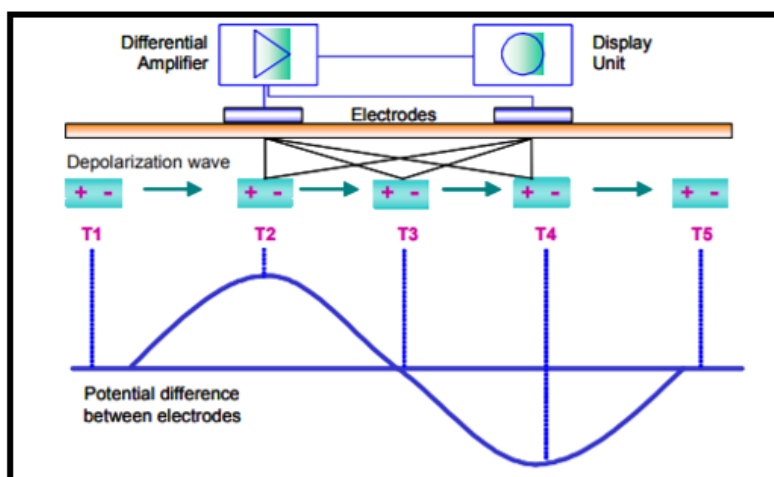 Differential
Amplifier
Display
Unit
Electrodes
Depolarization wave
+ - + - + - + - + -
T1 T2 T3 T4 T5
Potential difference
between electrodes